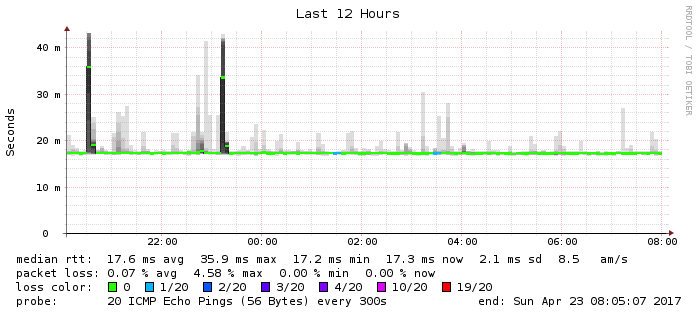 Last 12 Hours
RRDTOOL / TOBI OETIKER
Seconds
40 m
30 m
20 m
10 m
0
22:00 00:00 02:00 04:00 06:00 08:00
median rtt: 17.6 ms avg 35.9 ms max 17.2 ms min 17.3 ms now 2.1 ms sd 8.5 am/s
packet loss: 0.07 % avg 4.58 % max 0.00 % min 0.00 % now
loss color: 0 1/20 2/20 3/20 4/20 10/20 19/20
probe: 20 ICMP Echo Pings (56 Bytes) every 300s end: Sun Apr 23 08:05:07 2017